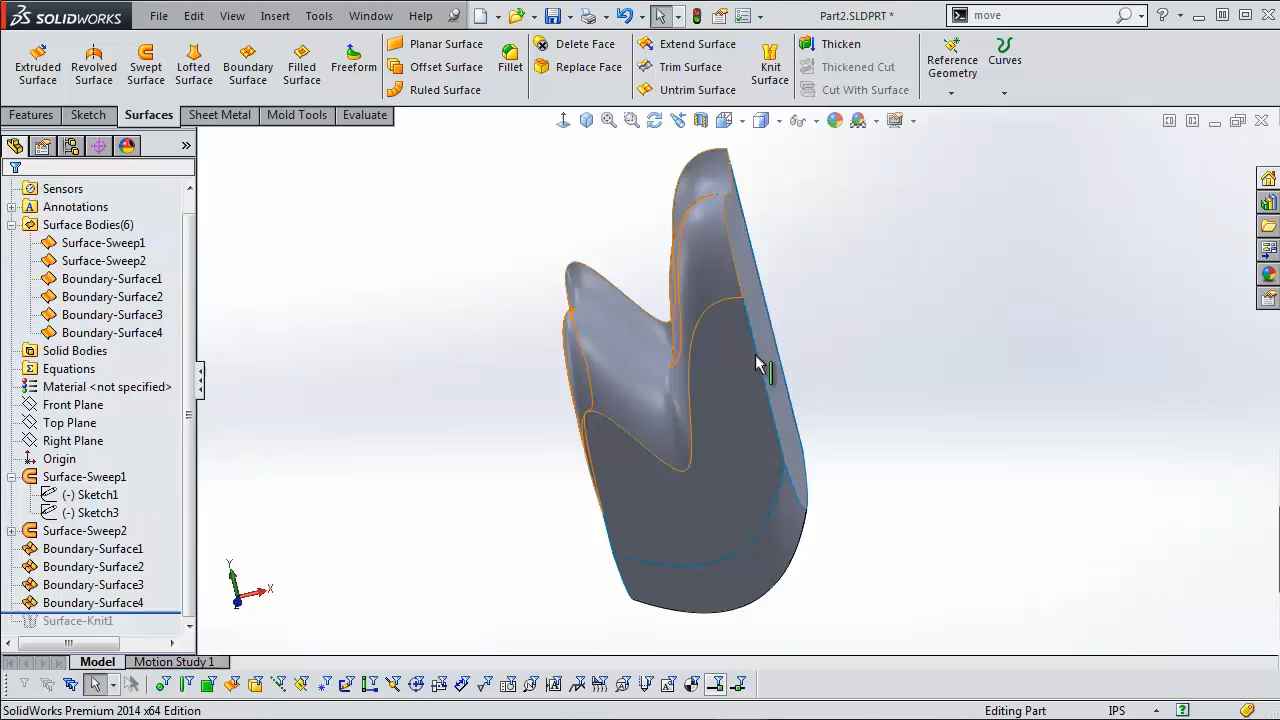 SOLIDWORKS File Edit View Insert Tools Window Help Part2.SLDPRT * move
Extruded Surface
Revolved Surface
Swept Surface
Lofted Surface
Boundary Surface
Filled Surface
Freeform
Planar Surface
Offset Surface
Ruled Surface
Fillet
Delete Face
Replace Face
Extend Surface
Trim Surface
Untrim Surface
Knit Surface
Thicken
Thickened Cut
Cut With Surface
Reference Geometry
Curves
Features Sketch Surfaces Sheet Metal Mold Tools Evaluate
Sensors
Annotations
Surface Bodies(6)
Surface-Sweep1
Surface-Sweep2
Boundary-Surface1
Boundary-Surface2
Boundary-Surface3
Boundary-Surface4
Solid Bodies
Equations
Material <not specified>
Front Plane
Top Plane
Right Plane
Origin
Surface-Sweep1
(-) Sketch1
(-) Sketch3
Surface-Sweep2
Boundary-Surface1
Boundary-Surface2
Boundary-Surface3
Boundary-Surface4
Surface-Knit1
Y
X
Z
Model Motion Study 1
SolidWorks Premium 2014 x64 Edition Editing Part IPS